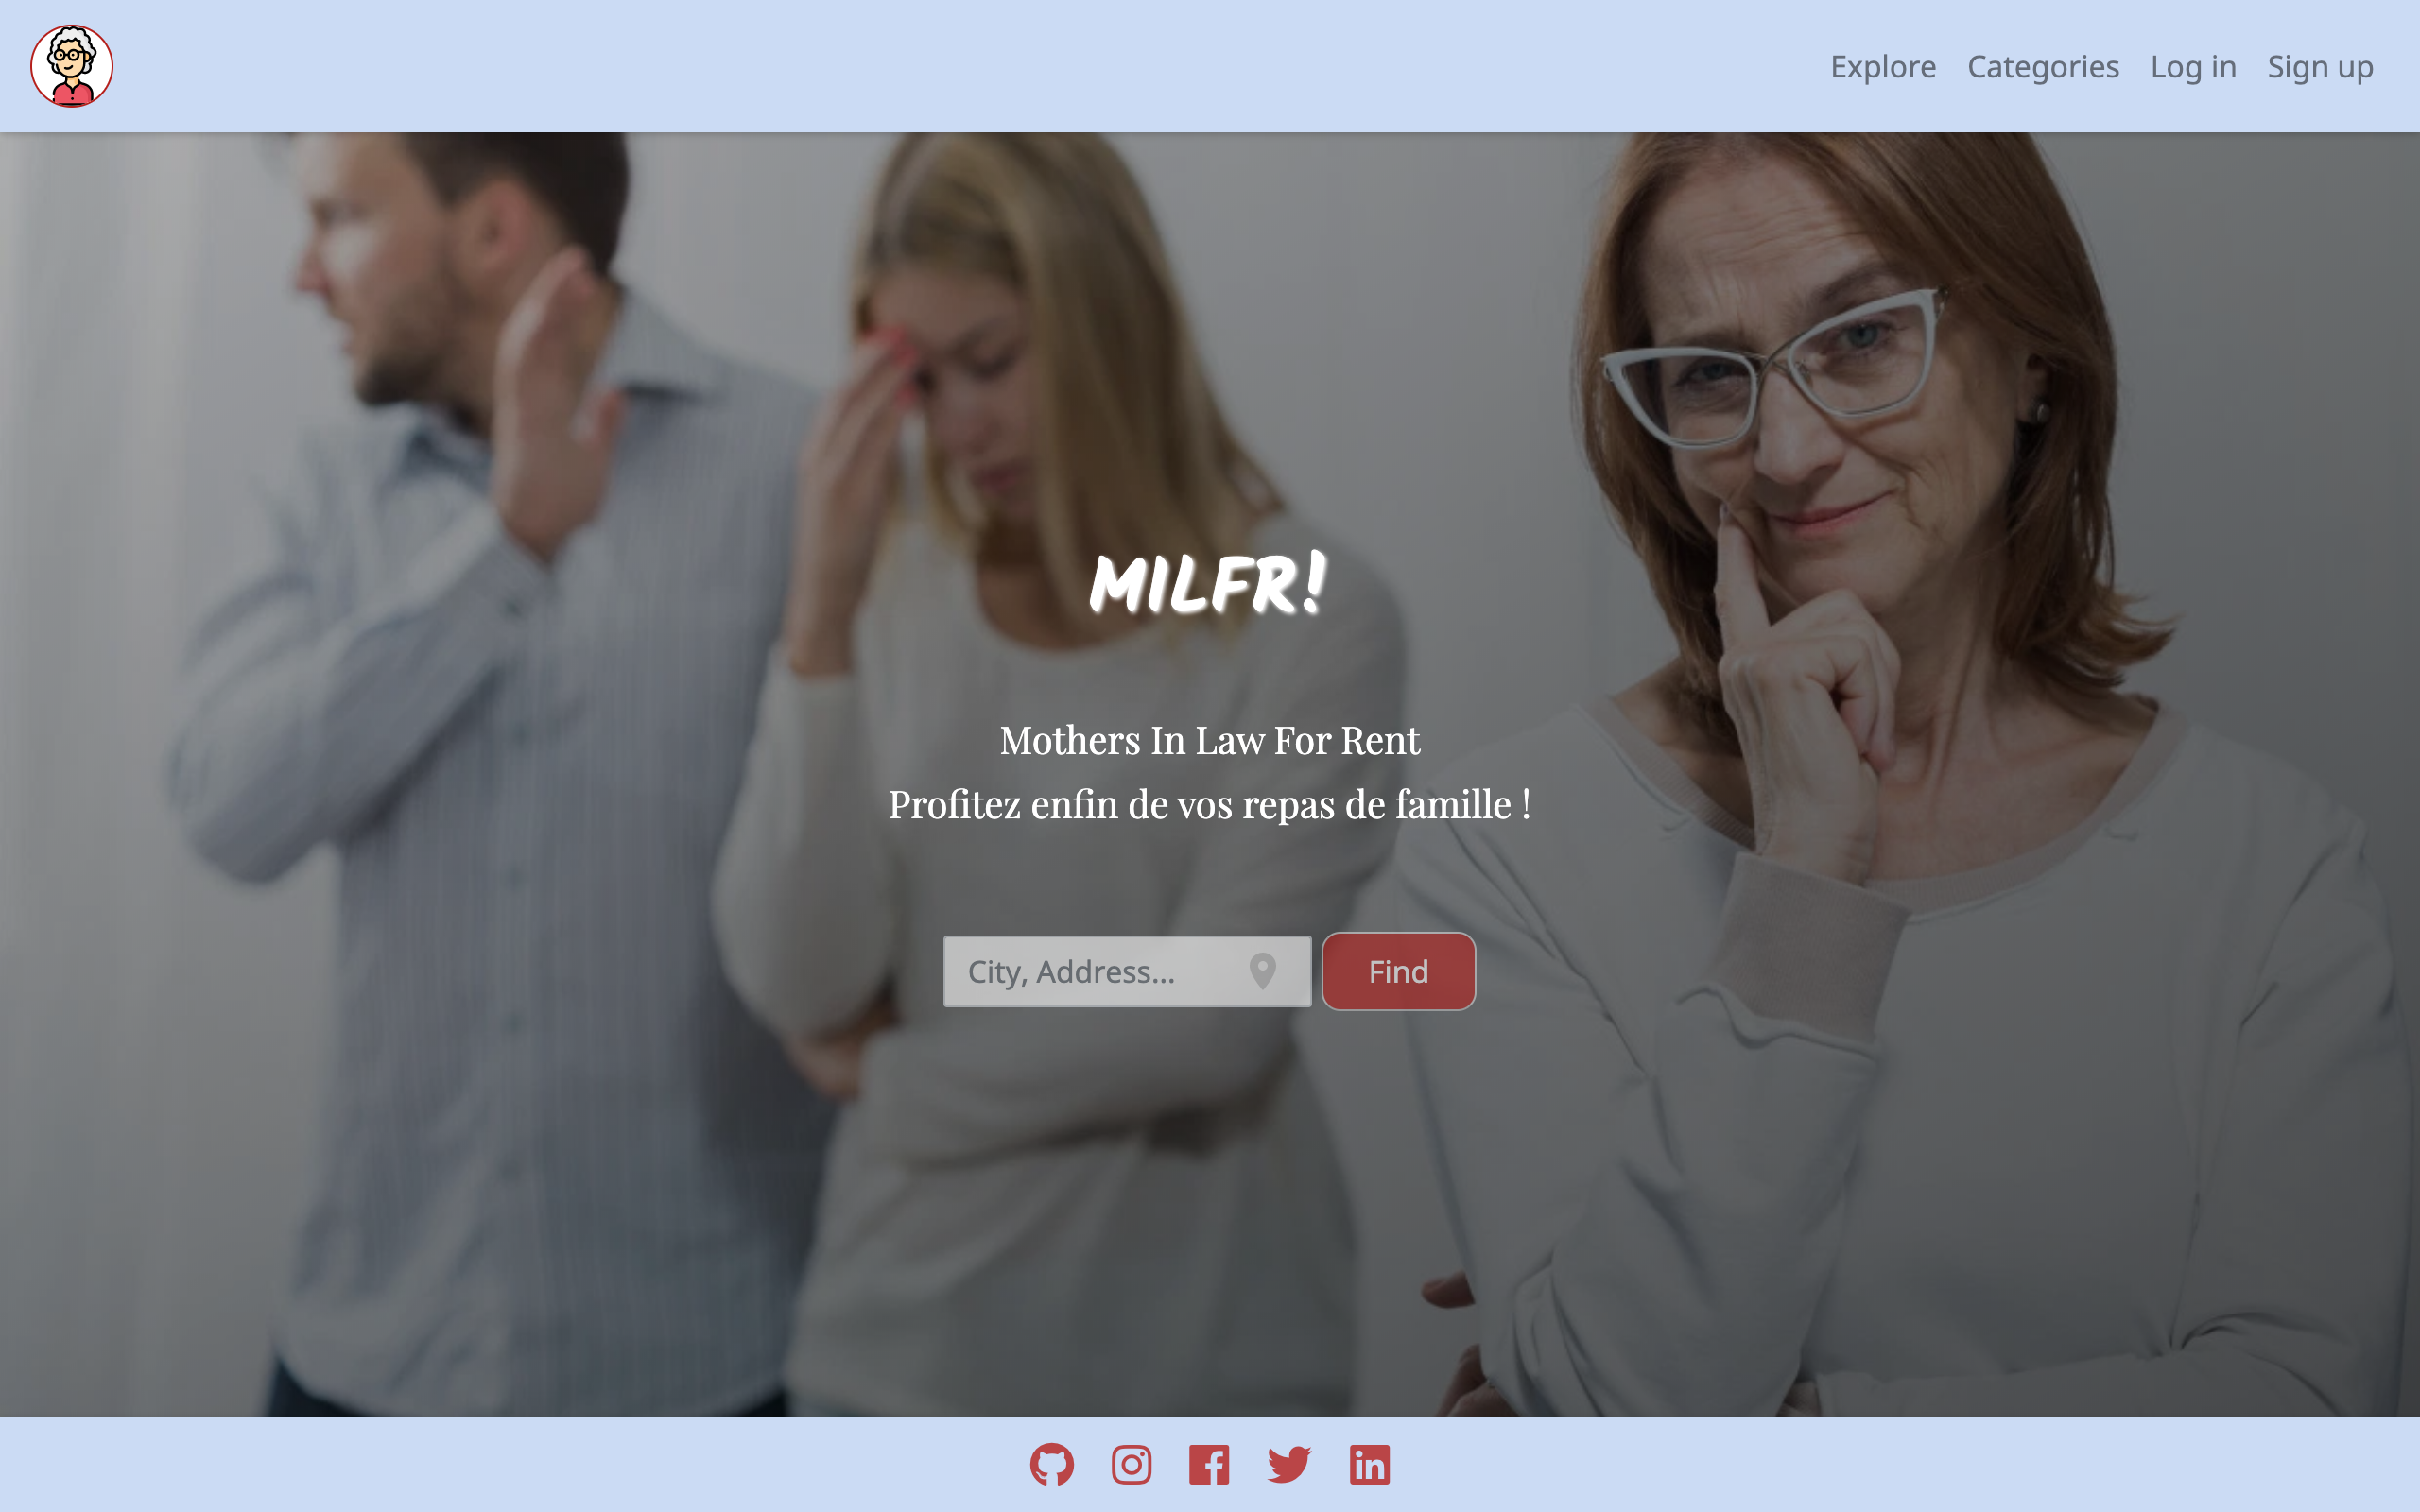 Explore
Categories
Log in
Sign up
MILFR!
Mothers In Law For Rent
Profitez enfin de vos repas de famille !
City, Address...
Find